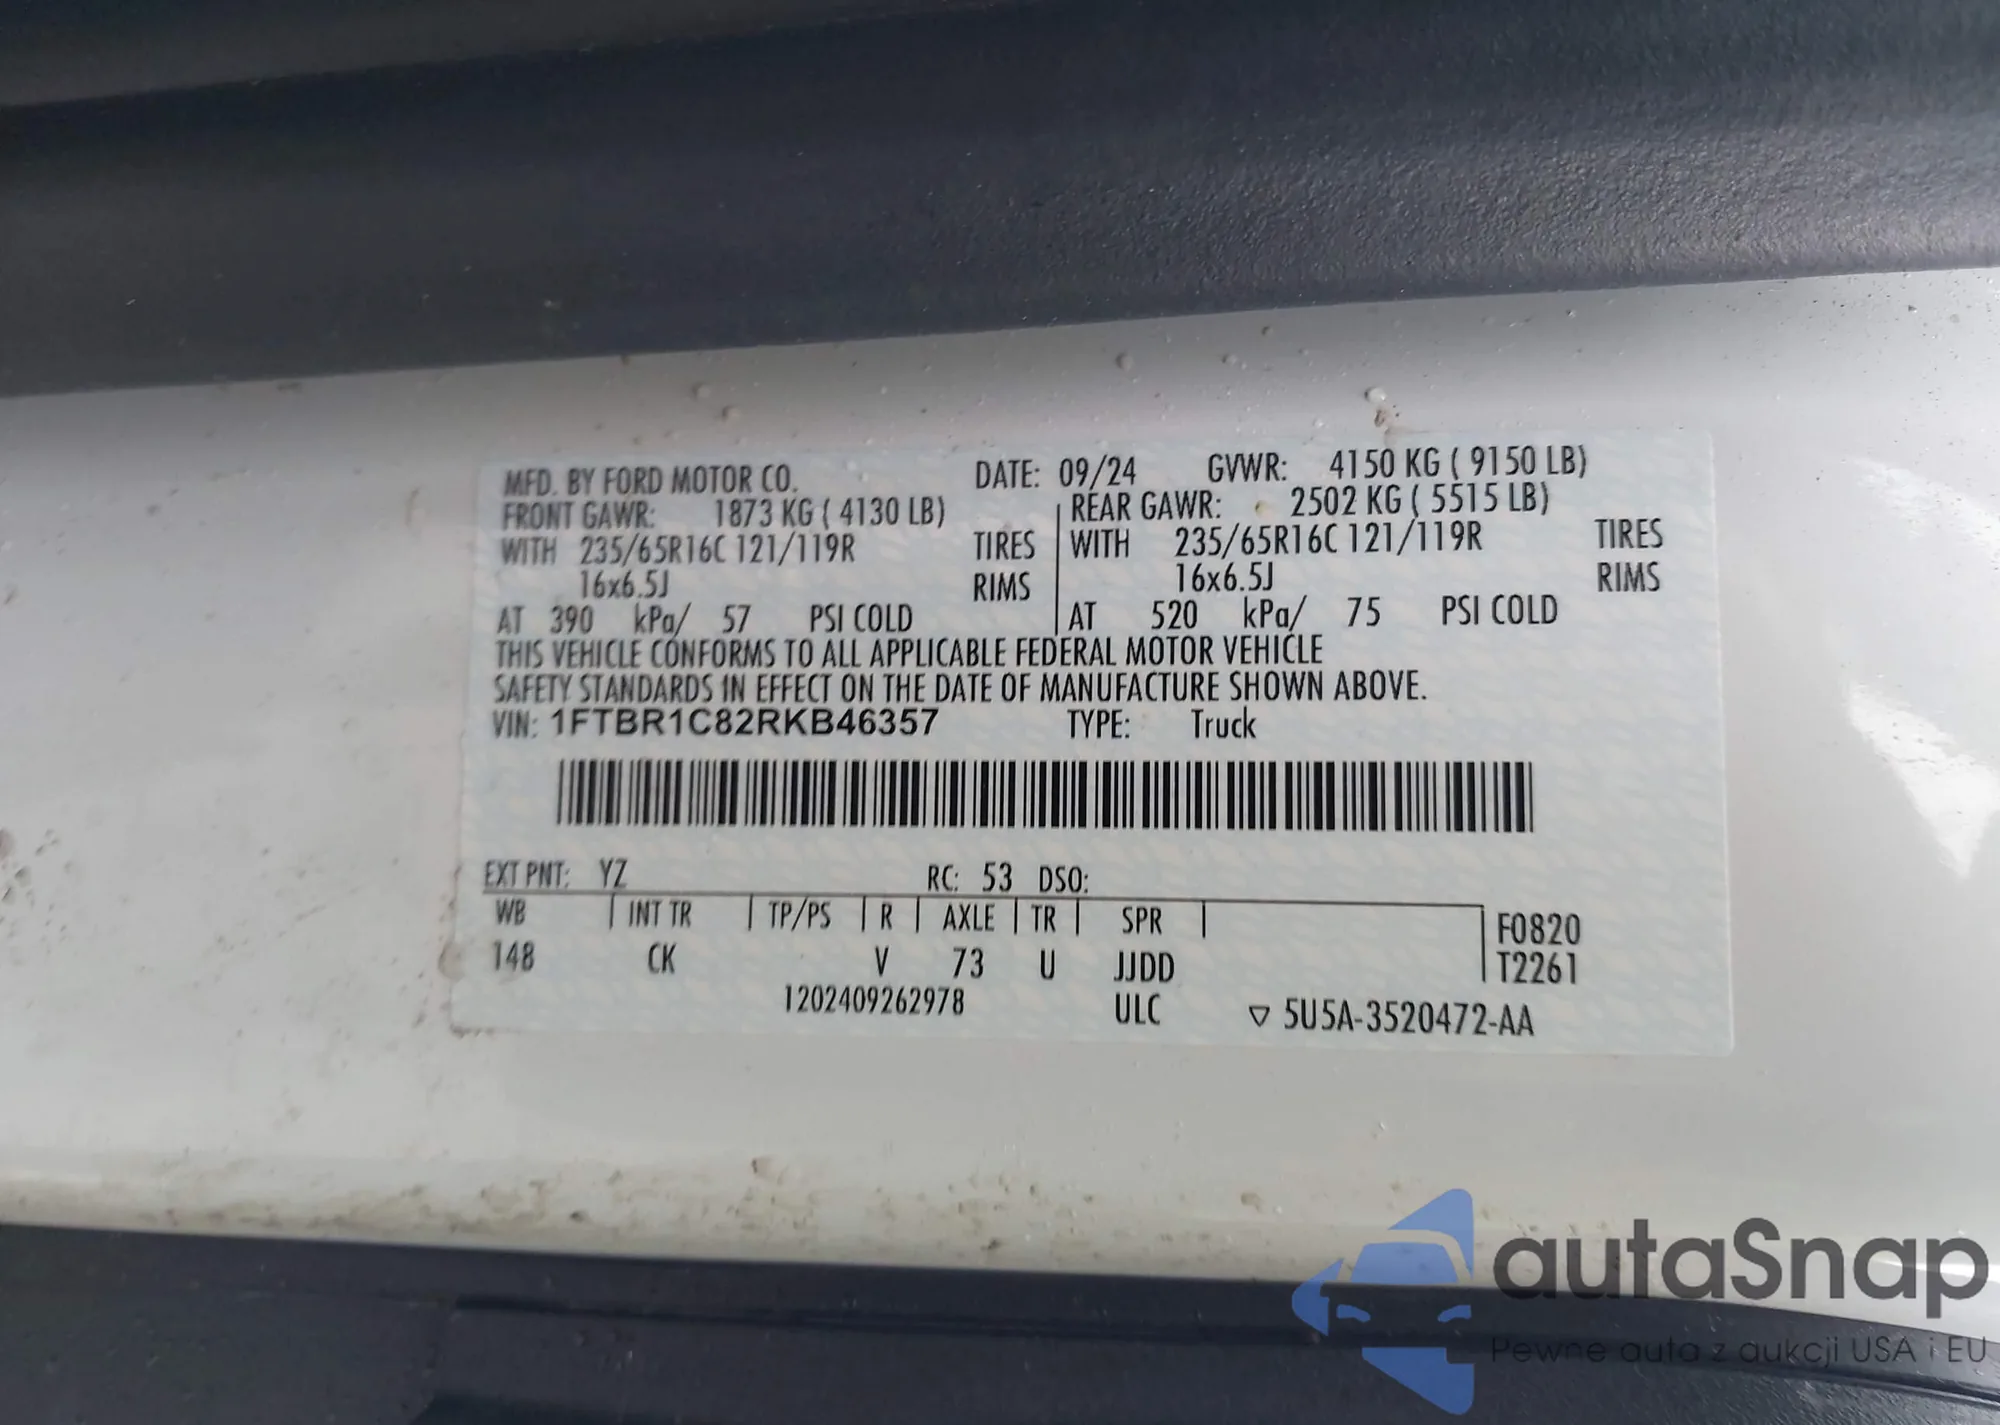 MFD. BY FORD MOTOR CO. DATE: 09/24 GVWR: 4150 KG ( 9150 LB)
FRONT GAWR: 1873 KG ( 4130 LB) REAR GAWR: 2502 KG ( 5515 LB)
WITH 235/65R16C 121/119R TIRES WITH 235/65R16C 121/119R TIRES
16x6.5J RIMS 16x6.5J RIMS
AT 390 kPa/ 57 PSI COLD AT 520 kPa/ 75 PSI COLD
THIS VEHICLE CONFORMS TO ALL APPLICABLE FEDERAL MOTOR VEHICLE
SAFETY STANDARDS IN EFFECT ON THE DATE OF MANUFACTURE SHOWN ABOVE.
VIN: 1FTBR1C82RKB46357 TYPE: Truck
EXT PNT: YZ RC: 53 DSO:
WB INT TR TP/PS R AXLE TR SPR F0820
148 CK V 73 U JJDD T2261
1202409262978 ULC ▽ 5U5A-3520472-AA
autaSnap
Pewne auta z aukcji USA i EU